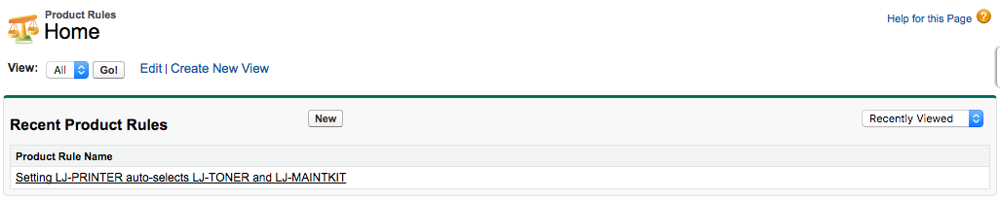 Product Rules
Home
Help for this Page ?
View: All Go! Edit | Create New View
Recent Product Rules New Recently Viewed
Product Rule Name
Setting LJ-PRINTER auto-selects LJ-TONER and LJ-MAINTKIT